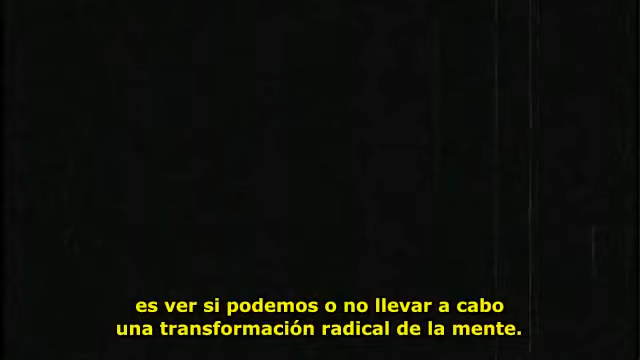 es ver si podemos o no llevar a cabo
una transformación radical de la mente.